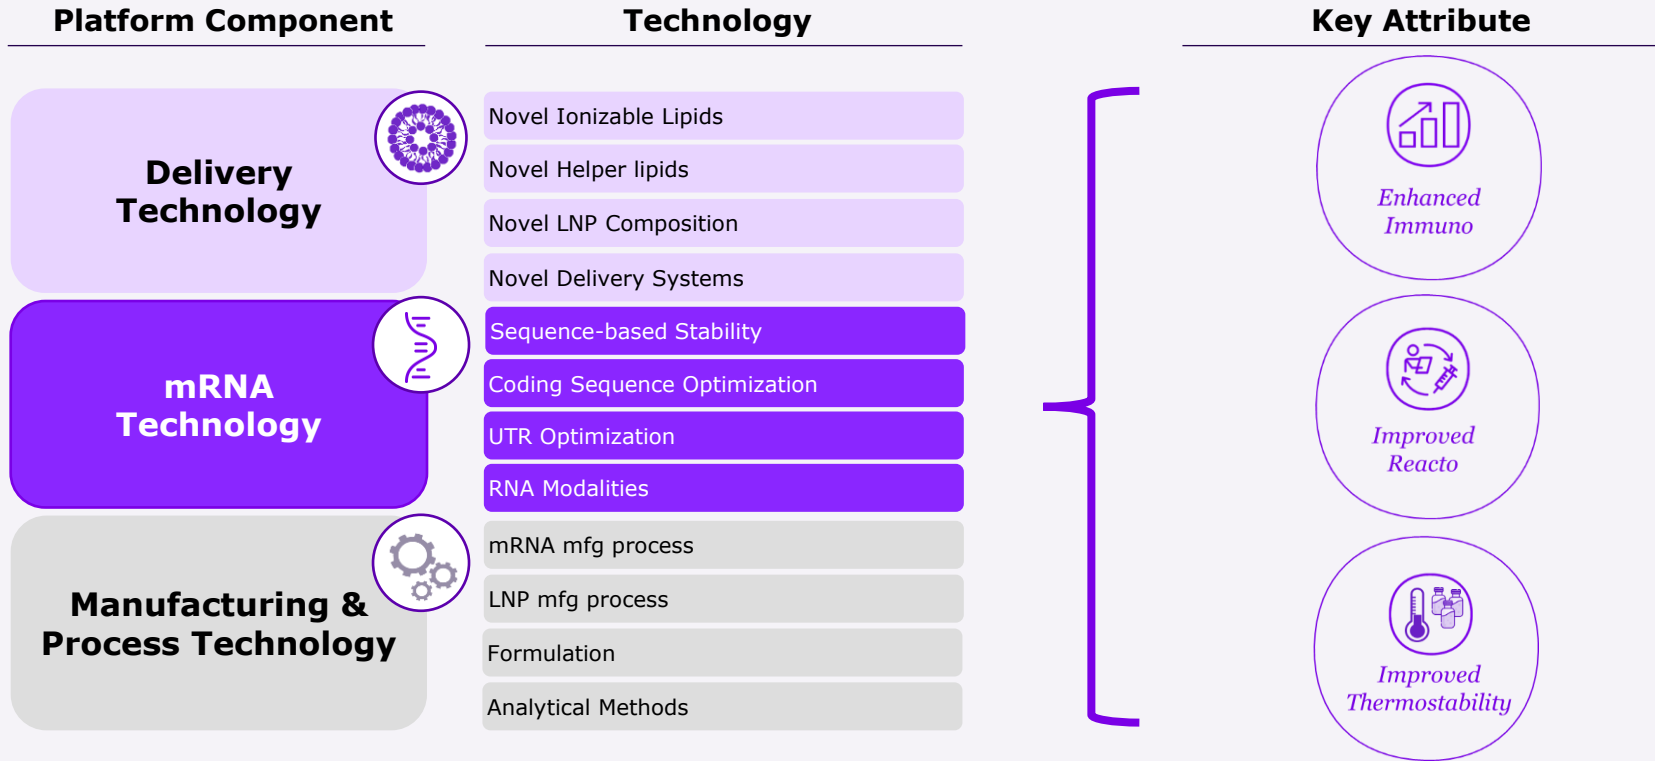 Platform Component
Technology
Key Attribute
Delivery
Technology
Novel Ionizable Lipids
Novel Helper lipids
Novel LNP Composition
Novel Delivery Systems
mRNA
Technology
Sequence-based Stability
Coding Sequence Optimization
UTR Optimization
RNA Modalities
Manufacturing &
Process Technology
mRNA mfg process
LNP mfg process
Formulation
Analytical Methods
Enhanced
Immuno
Improved
Reacto
Improved
Thermostability